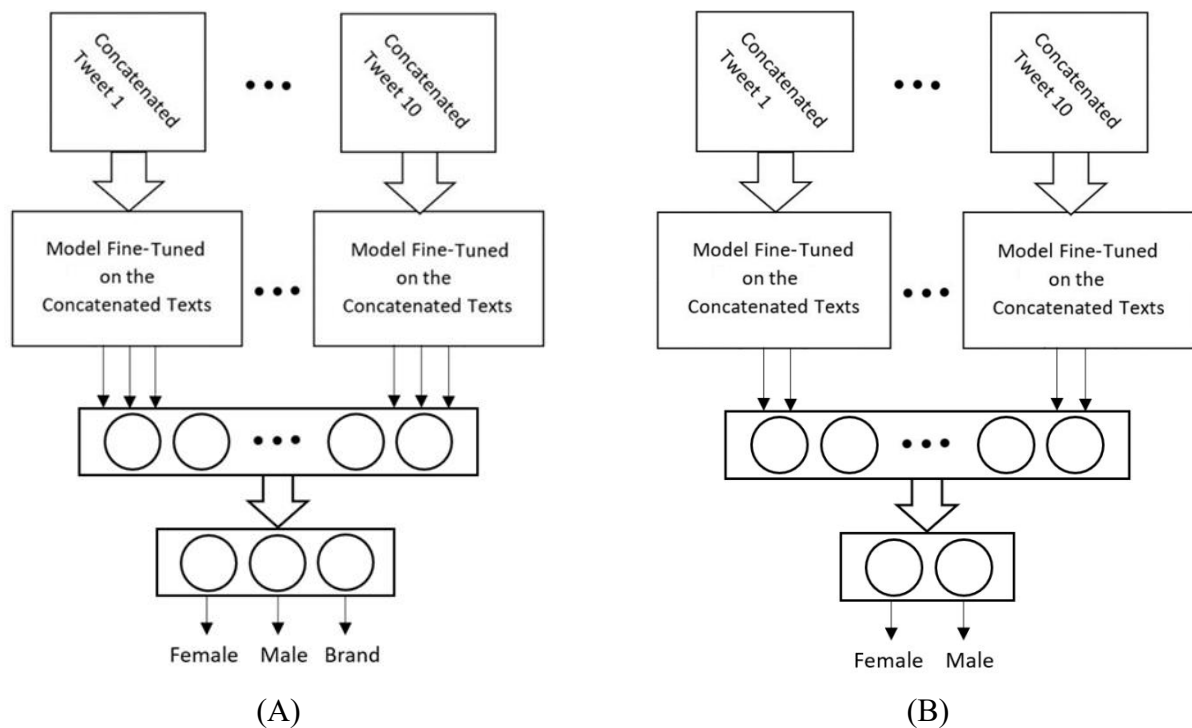 Concatenated
Tweet 1
Concatenated
Tweet 10
Model Fine-Tuned
on the
Concatenated Texts
Model Fine-Tuned
on the
Concatenated Texts
Female Male Brand
(A)
Concatenated
Tweet 1
Concatenated
Tweet 10
Model Fine-Tuned
on the
Concatenated Texts
Model Fine-Tuned
on the
Concatenated Texts
Female Male
(B)